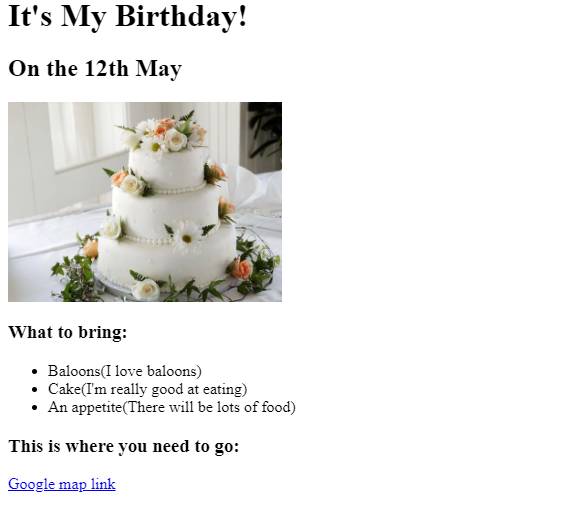 It's My Birthday!
On the 12th May
What to bring:
Baloons(I love baloons)
Cake(I'm really good at eating)
An appetite(There will be lots of food)
This is where you need to go:
Google map link